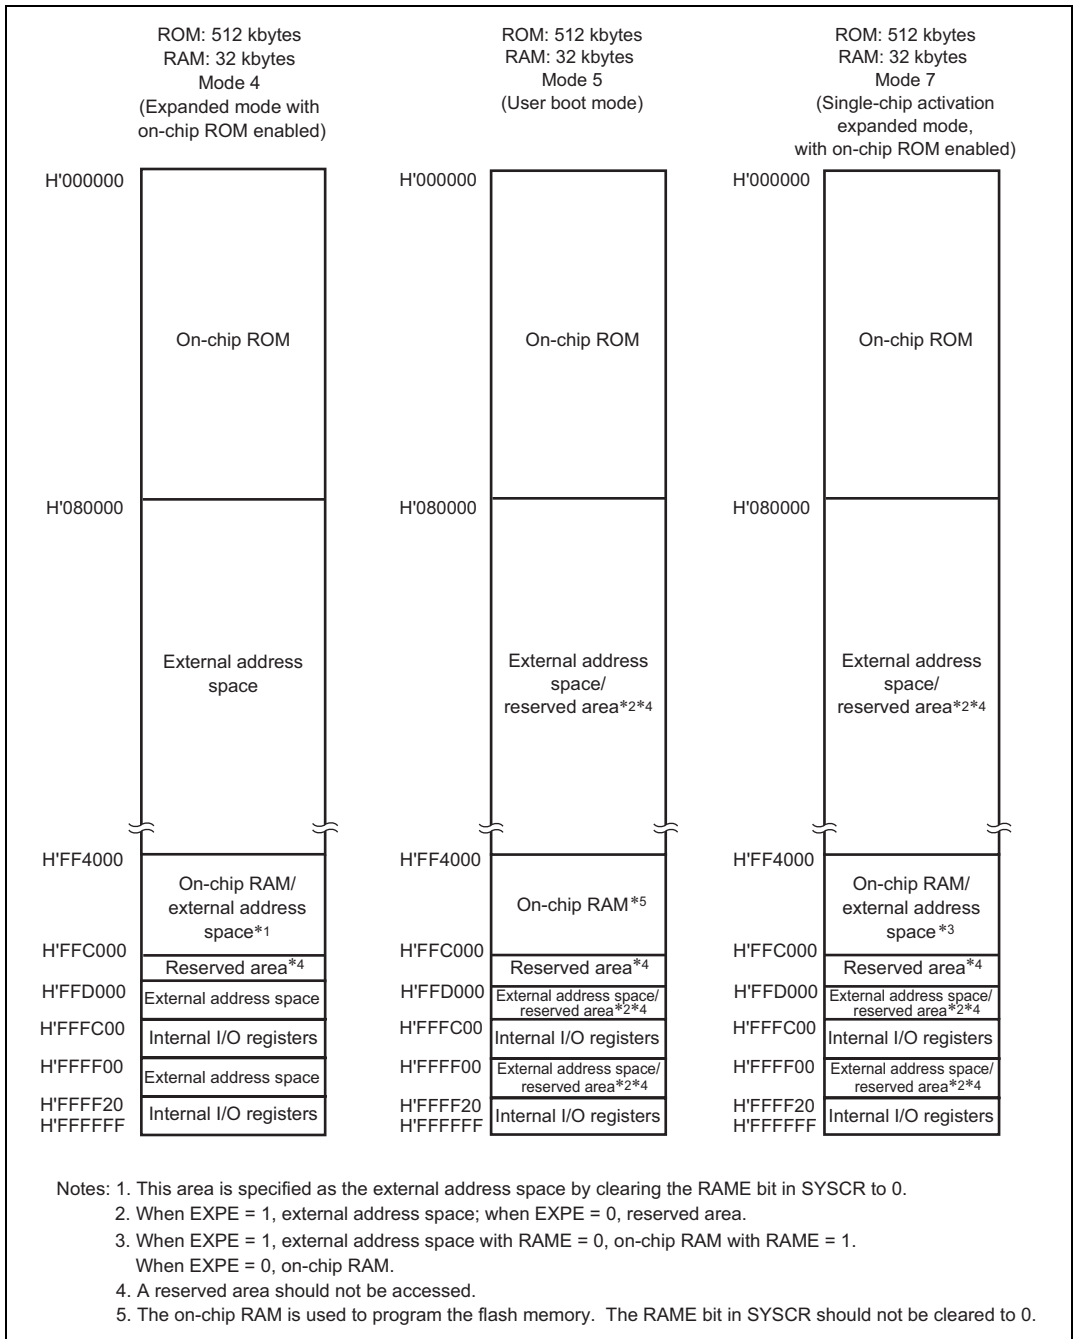 ROM: 512 kbytes
RAM: 32 kbytes
Mode 4
(Expanded mode with
on-chip ROM enabled)
H'000000
On-chip ROM
H'080000
External address
space
H'FF4000
On-chip RAM/
external address
space*1
H'FFC000
Reserved area*4
H'FFD000
External address space
H'FFFC00
Internal I/O registers
H'FFFF00
External address space
H'FFFF20
Internal I/O registers
H'FFFFFF
ROM: 512 kbytes
RAM: 32 kbytes
Mode 5
(User boot mode)
H'000000
On-chip ROM
H'080000
External address
space/
reserved area*2*4
H'FF4000
On-chip RAM*5
H'FFC000
Reserved area*4
H'FFD000
External address space/
reserved area*2*4
H'FFFC00
Internal I/O registers
H'FFFF00
External address space/
reserved area*2*4
H'FFFF20
Internal I/O registers
H'FFFFFF
ROM: 512 kbytes
RAM: 32 kbytes
Mode 7
(Single-chip activation
expanded mode,
with on-chip ROM enabled)
H'000000
On-chip ROM
H'080000
External address
space/
reserved area*2*4
H'FF4000
On-chip RAM/
external address
space*3
H'FFC000
Reserved area*4
H'FFD000
External address space/
reserved area*2*4
H'FFFC00
Internal I/O registers
H'FFFF00
External address space/
reserved area*2*4
H'FFFF20
Internal I/O registers
H'FFFFFF
Notes: 1. This area is specified as the external address space by clearing the RAME bit in SYSCR to 0.
2. When EXPE = 1, external address space; when EXPE = 0, reserved area.
3. When EXPE = 1, external address space with RAME = 0, on-chip RAM with RAME = 1.
When EXPE = 0, on-chip RAM.
4. A reserved area should not be accessed.
5. The on-chip RAM is used to program the flash memory. The RAME bit in SYSCR should not be cleared to 0.